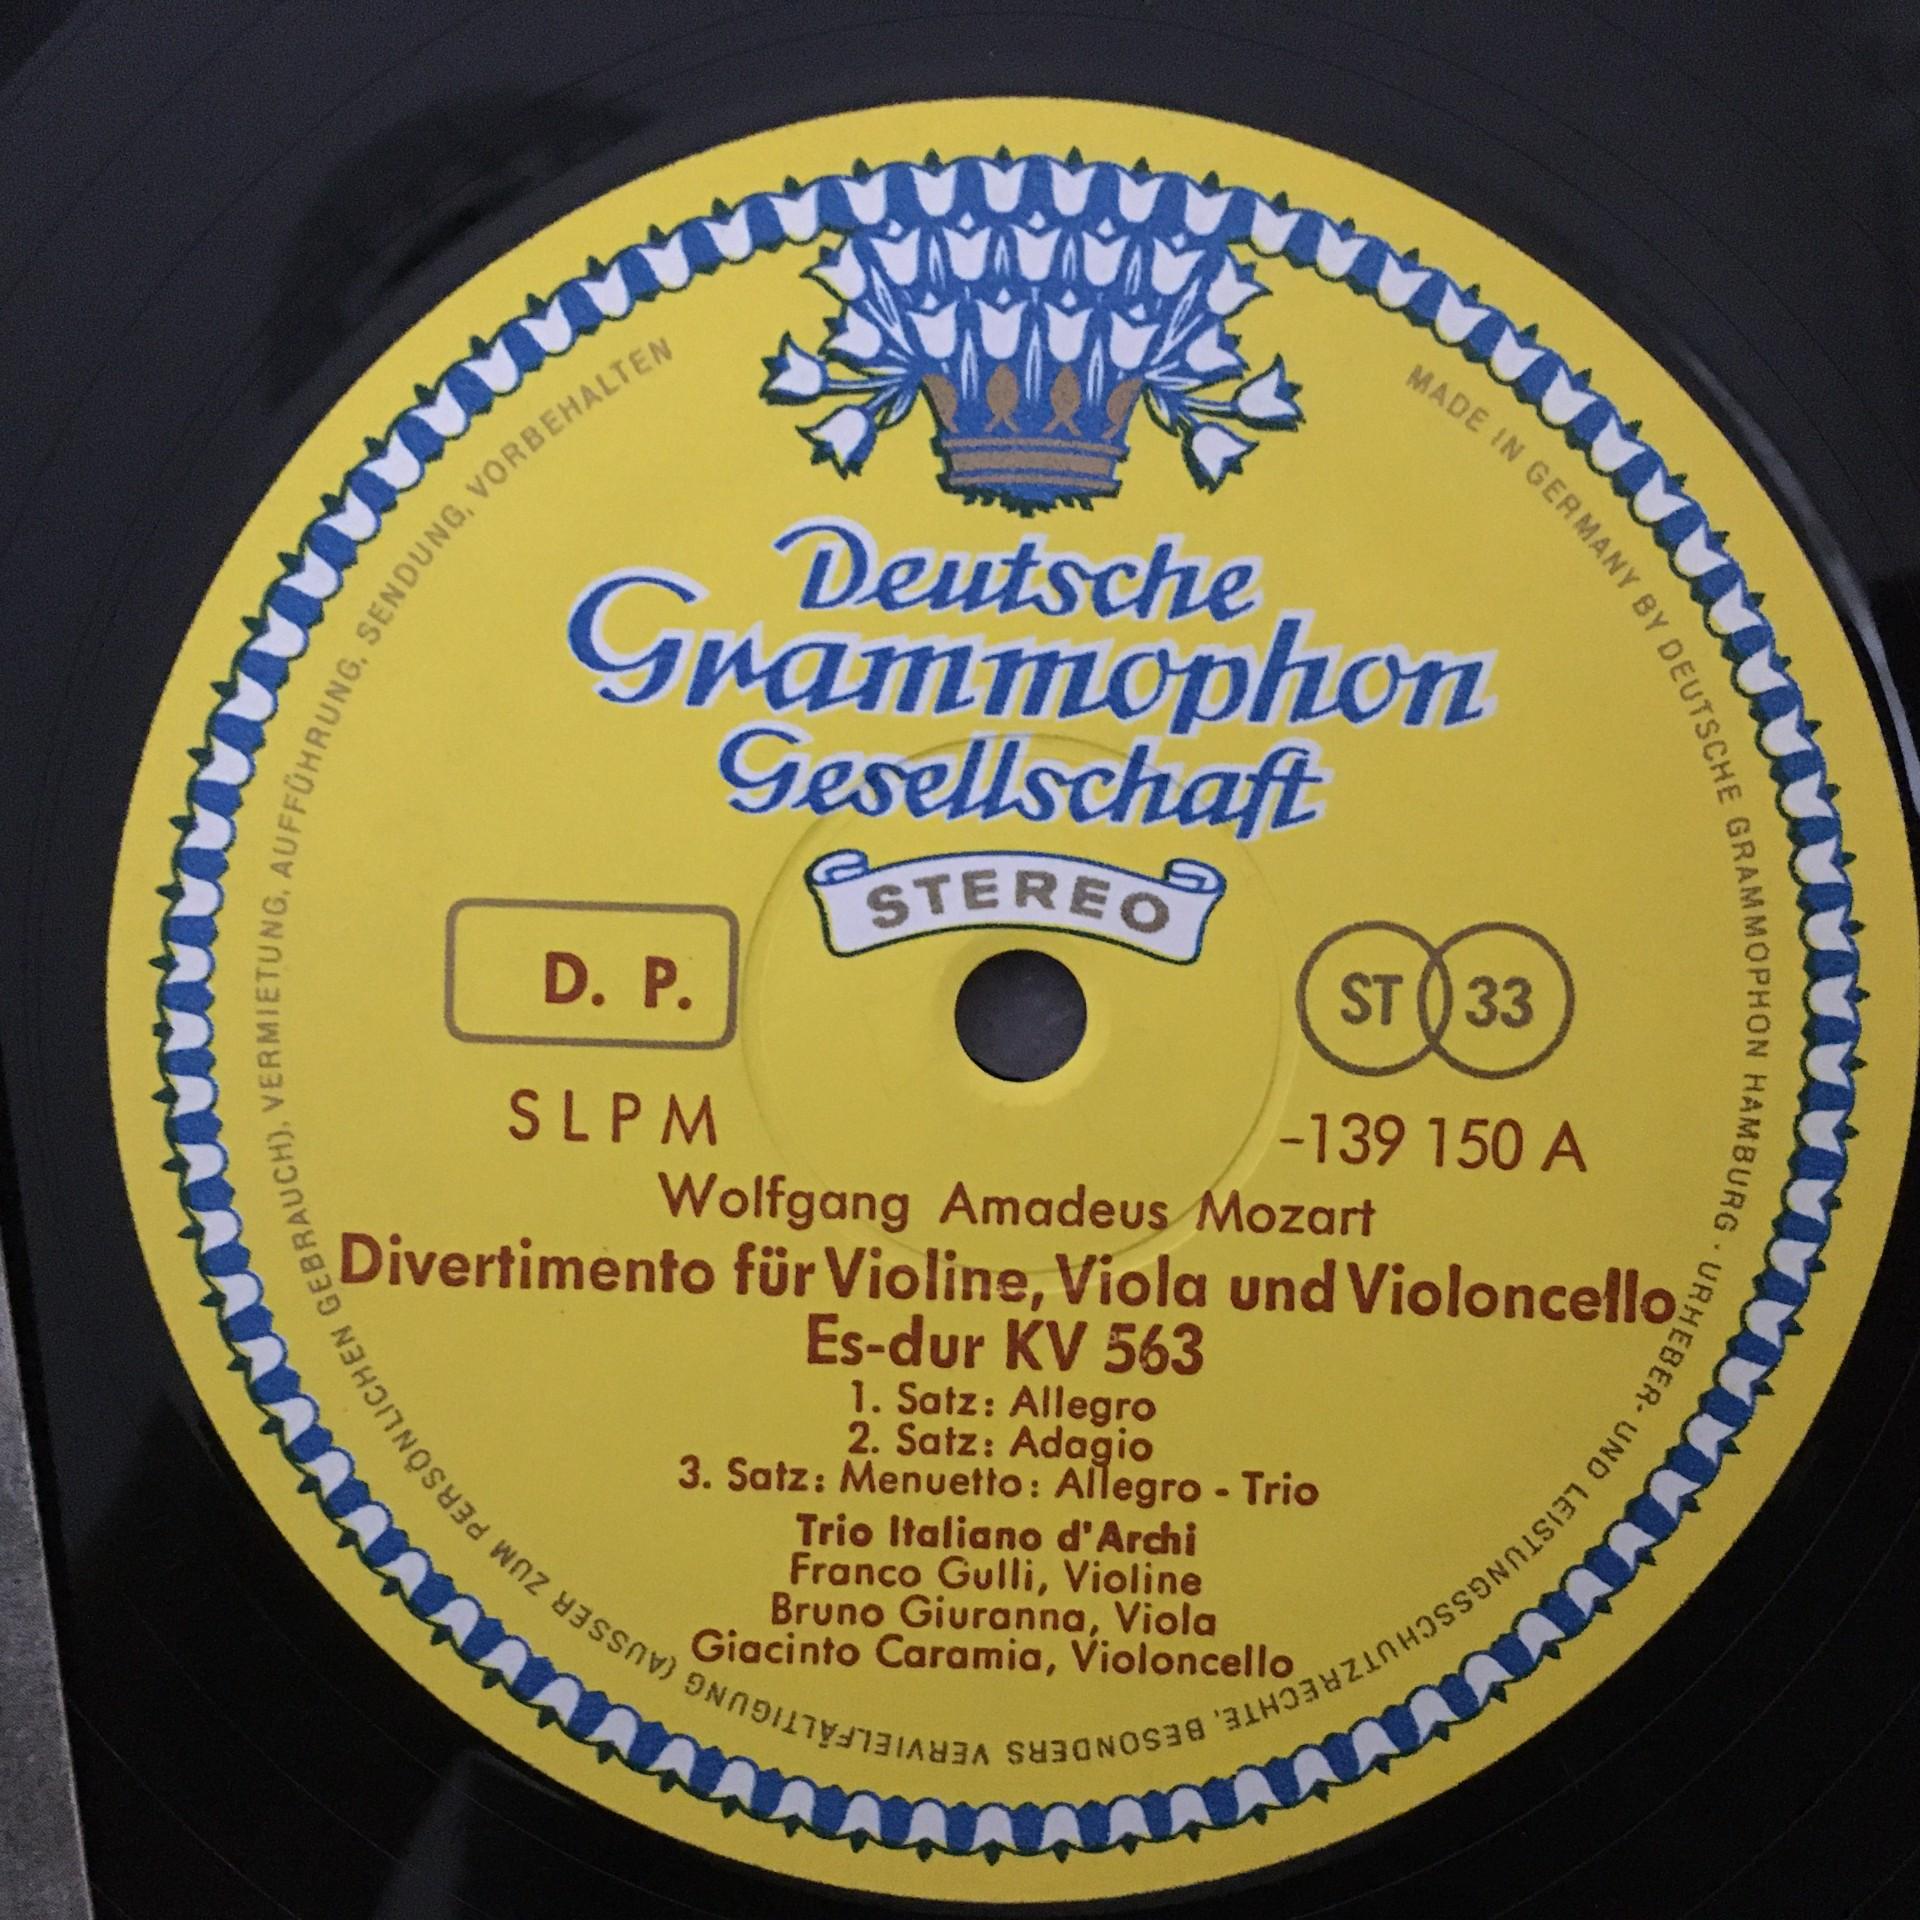 Deutsche
Grammophon
Gesellschaft
STEREO
D. P.
ST 33
SLPM
-139 150 A
Wolfgang Amadeus Mozart
Divertimento für Violine, Viola und Violoncello
Es-dur KV 563
1. Satz: Allegro
2. Satz: Adagio
3. Satz: Menuetto: Allegro - Trio
Trio Italiano d'Archi
Franco Gulli, Violine
Bruno Giuranna, Viola
Giacinto Caramia, Violoncello
MADE IN GERMANY BY DEUTSCHE GRAMMOPHON HAMBURG · URHEBER- UND LEISTUNGSSCHUTZRECHTE, BESONDERS VERVIELFÄLTIGUNG (AUSSER ZUM PERSÖNLICHEN GEBRAUCH), VERMIETUNG, AUFFÜHRUNG, SENDUNG, VORBEHALTEN